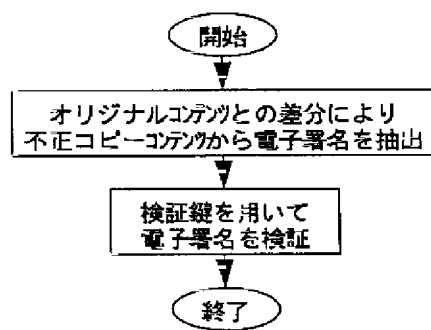 開始
オリジナルコンテンツとの差分により
不正コピーコンテンツから電子署名を抽出
検証鍵を用いて
電子署名を検証
終了